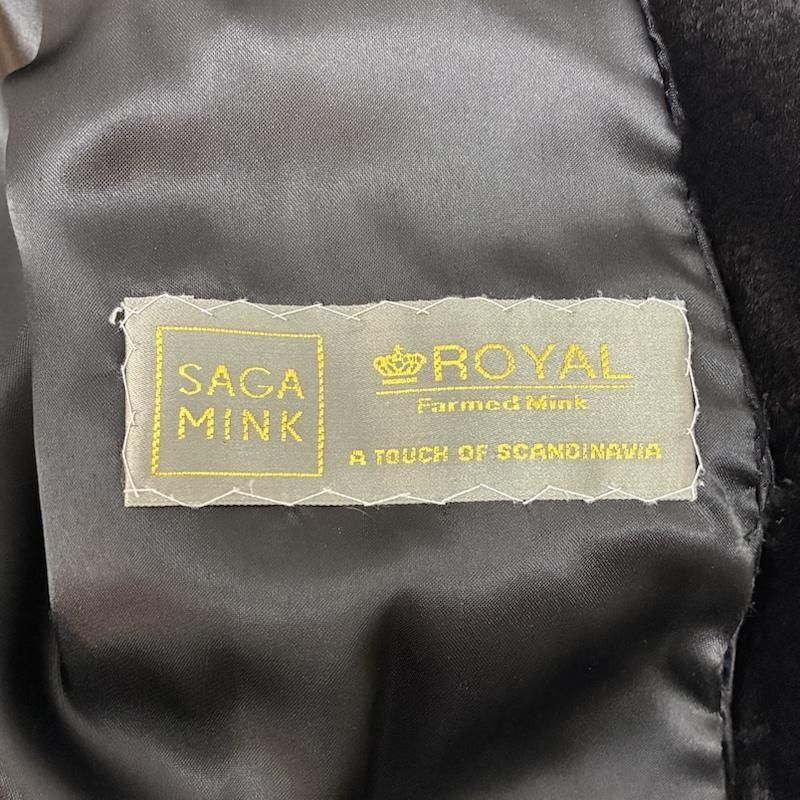 SAGA
MINK
ROYAL
Farmed Mink
A TOUCH OF SCANDINAVIA